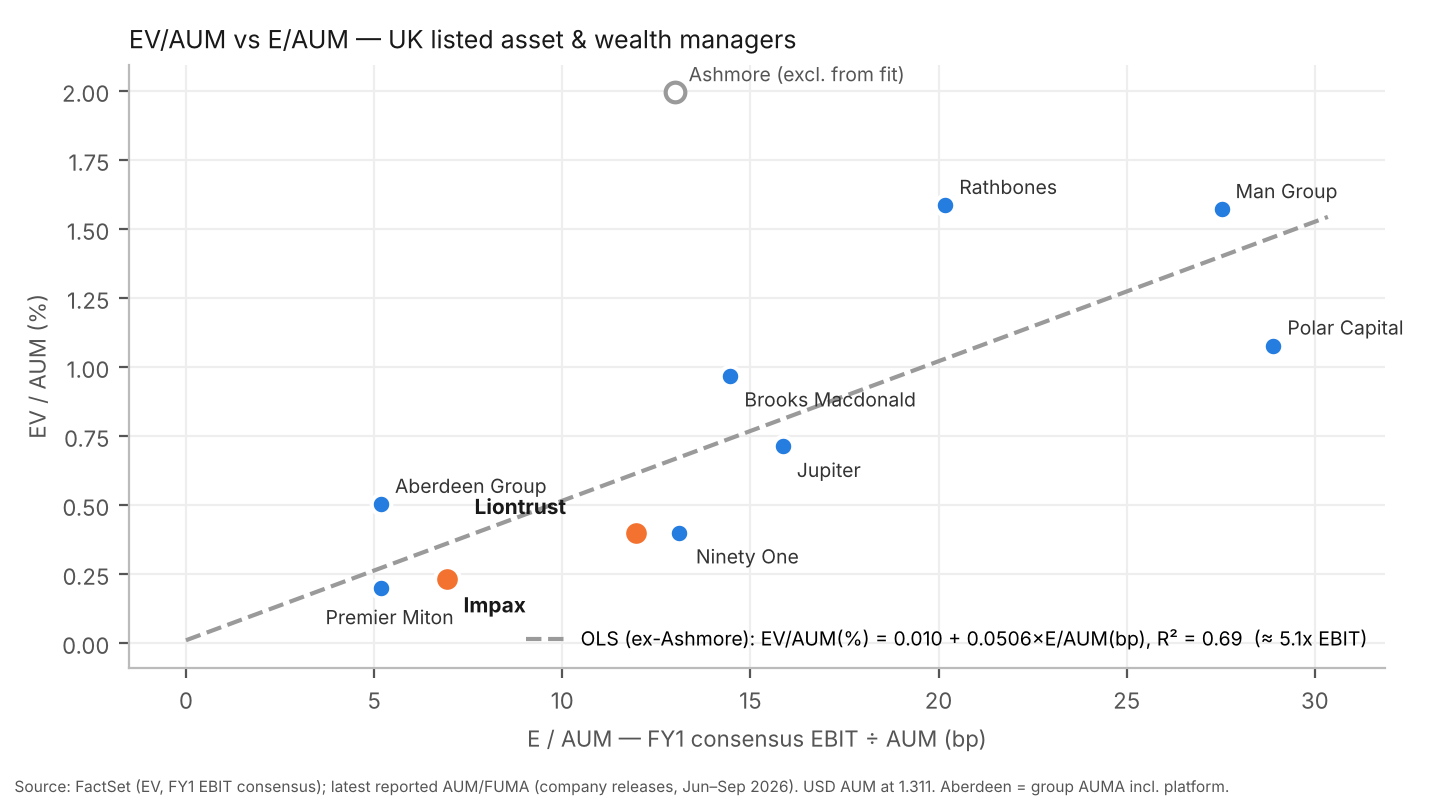 EV/AUM vs E/AUM — UK listed asset & wealth managers
Ashmore (excl. from fit)
2.00
1.75
Rathbones
Man Group
1.50
EV / AUM (%)
1.25
Polar Capital
1.00
Brooks Macdonald
0.75
Jupiter
Aberdeen Group
0.50
Liontrust
Ninety One
0.25
Impax
Premier Miton
0.00
OLS (ex-Ashmore): EV/AUM(%) = 0.010 + 0.0506×E/AUM(bp), R² = 0.69 (≈ 5.1x EBIT)
0 5 10 15 20 25 30
E / AUM — FY1 consensus EBIT ÷ AUM (bp)
Source: FactSet (EV, FY1 EBIT consensus); latest reported AUM/FUMA (company releases, Jun–Sep 2026). USD AUM at 1.311. Aberdeen = group AUMA incl. platform.